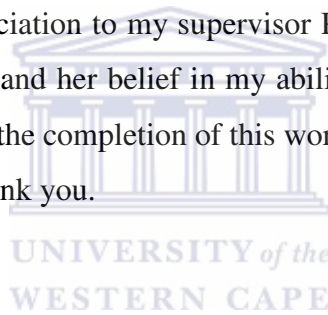 ciation to my supervisor
and her belief in my abili
the completion of this wor
nk you.
UNIVERSITY of the
WESTERN CAPE